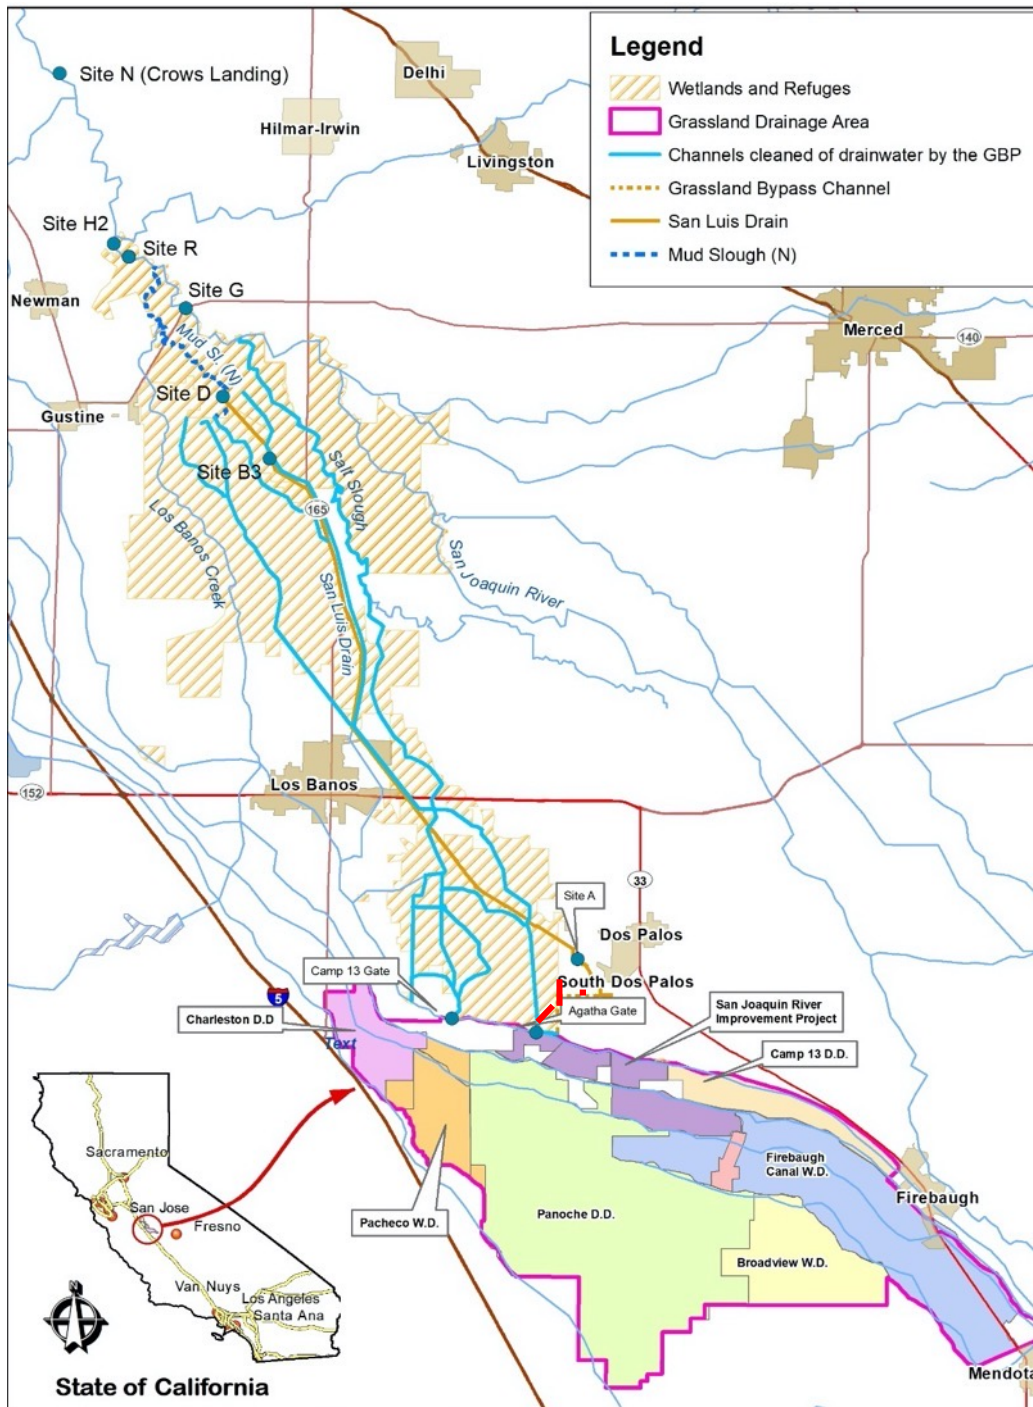 Legend
Wetlands and Refuges
Grassland Drainage Area
Channels cleaned of drainwater by the GBP
Grassland Bypass Channel
San Luis Drain
Mud Slough (N)
Site N (Crows Landing)
Delhi
Hilmar-Irwin
Livingston
Site H2
Site R
Newman
Site G
Merced
140
Mud Sl. (N)
Site D
Gustine
Site B3
Salt Slough
165
Los Banos Creek
San Joaquin River
San Luis Drain
Los Banos
152
33
Site A
Dos Palos
Camp 13 Gate
South Dos Palos
5
Agatha Gate
San Joaquin River
Improvement Project
Charleston D.D
Text
Camp 13 D.D.
Sacramento
Firebaugh
Canal W.D.
Firebaugh
San Jose
Fresno
Pacheco W.D.
Panoche D.D.
Broadview W.D.
Van Nuys
Los Angeles
Santa Ana
Mendota
State of California